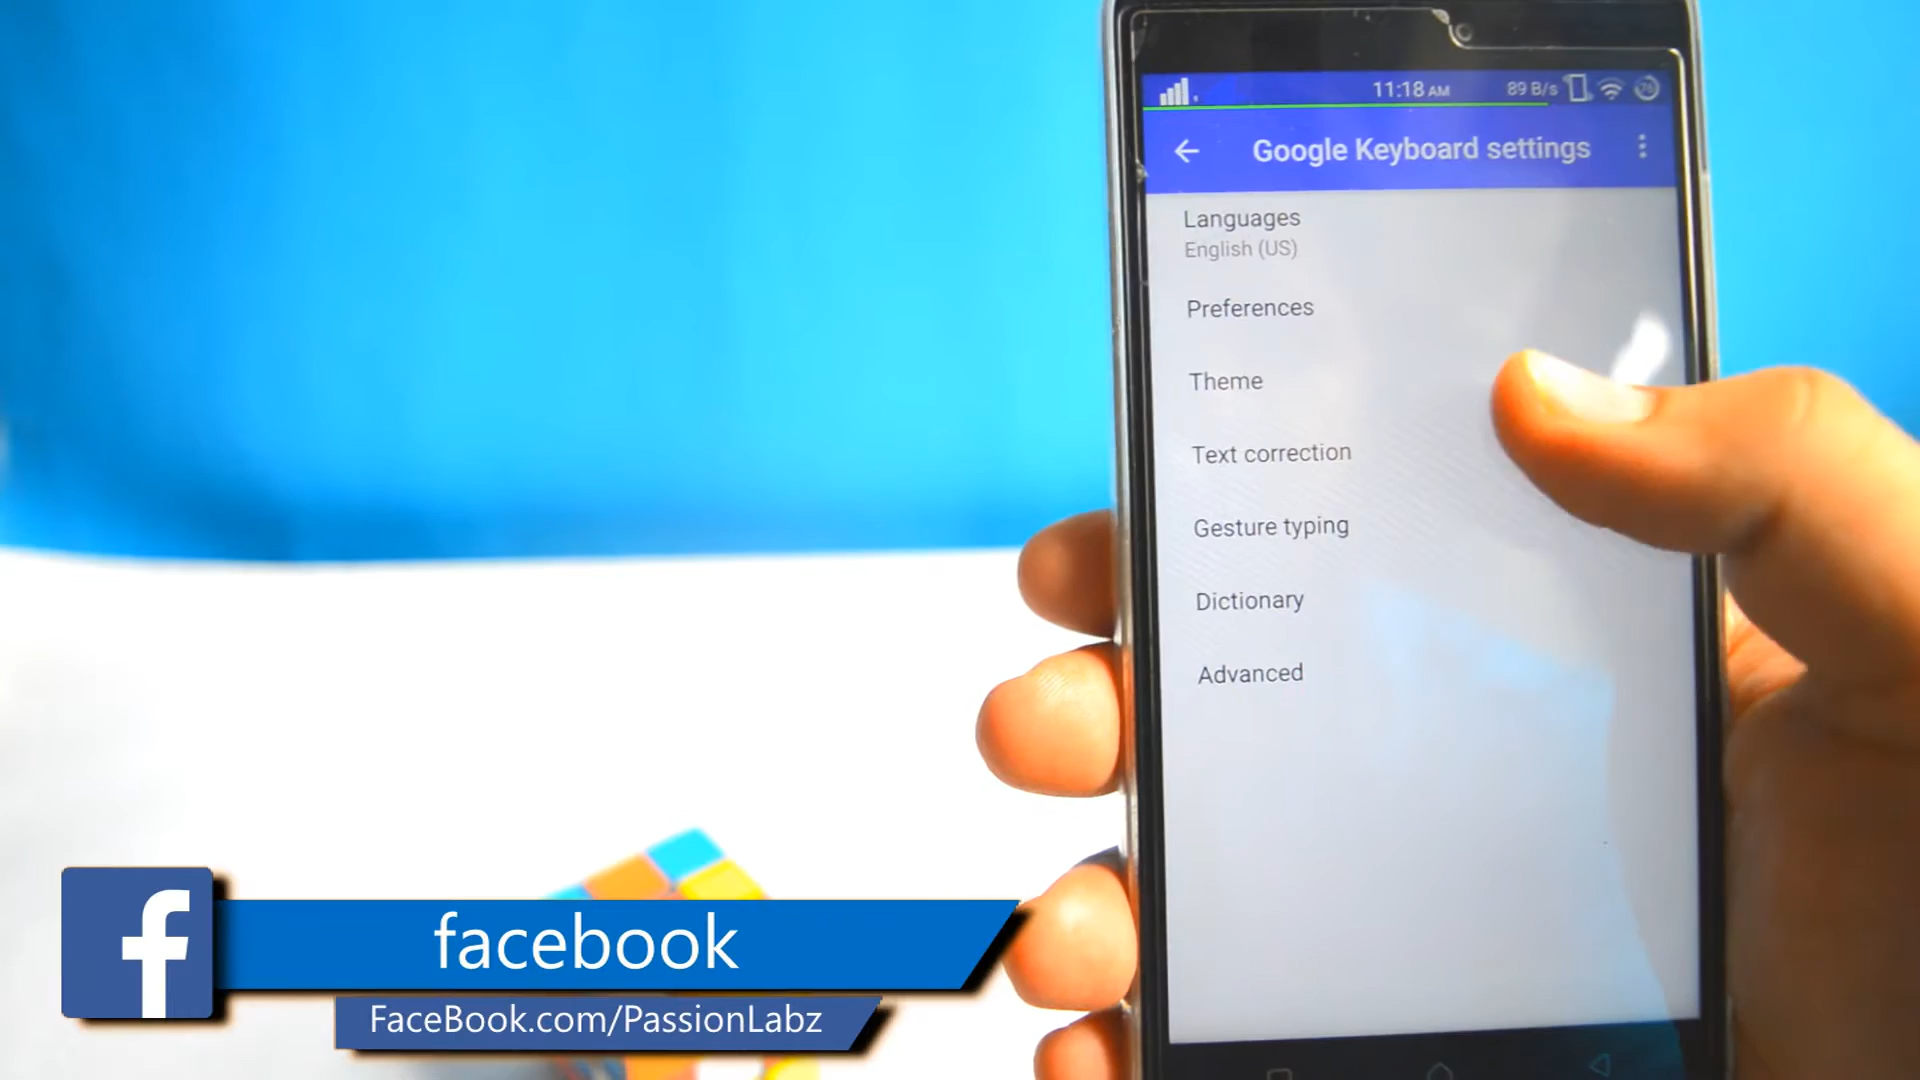 11:18 AM 89 B/s 76
Google Keyboard settings
Languages
English (US)
Preferences
Theme
Text correction
Gesture typing
Dictionary
Advanced
f facebook
FaceBook.com/PassionLabz